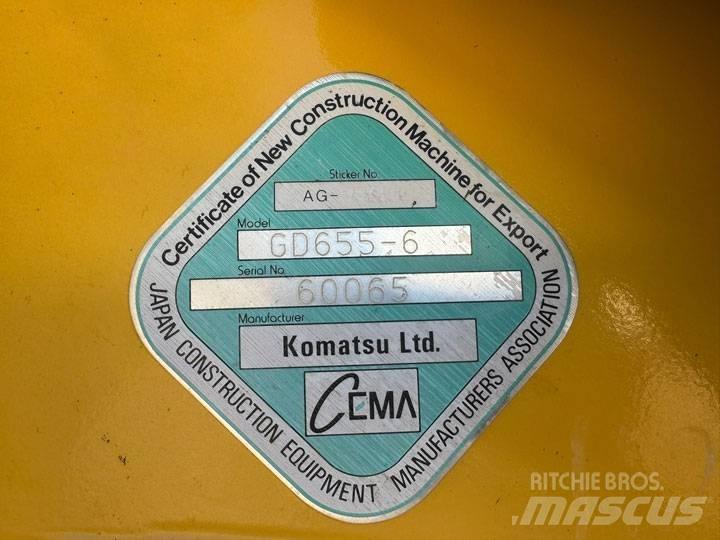 Certificate of New Construction Machine for Export
Sticker No.
AG-
Model
GD655-6
Serial No.
60065
Manufacturer
Komatsu Ltd.
CEMA
JAPAN CONSTRUCTION EQUIPMENT MANUFACTURERS ASSOCIATION
RITCHIE BROS.
MASCUS